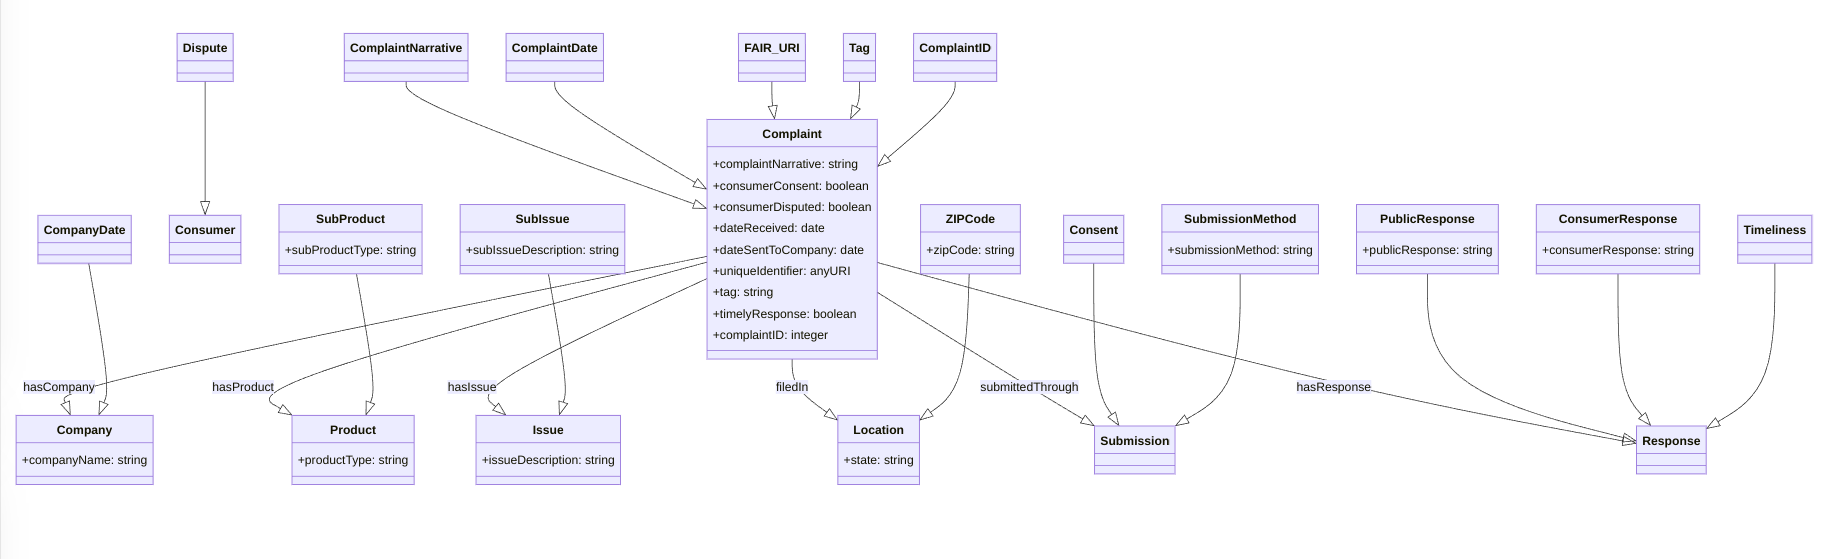 Dispute
ComplaintNarrative
ComplaintDate
FAIR_URI
Tag
ComplaintID
Complaint
+complaintNarrative: string
+consumerConsent: boolean
+consumerDisputed: boolean
+dateReceived: date
+dateSentToCompany: date
+uniqueIdentifier: anyURI
+tag: string
+timelyResponse: boolean
+complaintID: integer
CompanyDate
Consumer
SubProduct
+subProductType: string
SubIssue
+subIssueDescription: string
ZIPCode
+zipCode: string
Consent
SubmissionMethod
+submissionMethod: string
PublicResponse
+publicResponse: string
ConsumerResponse
+consumerResponse: string
Timeliness
hasCompany
hasProduct
hasIssue
filedIn
submittedThrough
hasResponse
Company
+companyName: string
Product
+productType: string
Issue
+issueDescription: string
Location
+state: string
Submission
Response